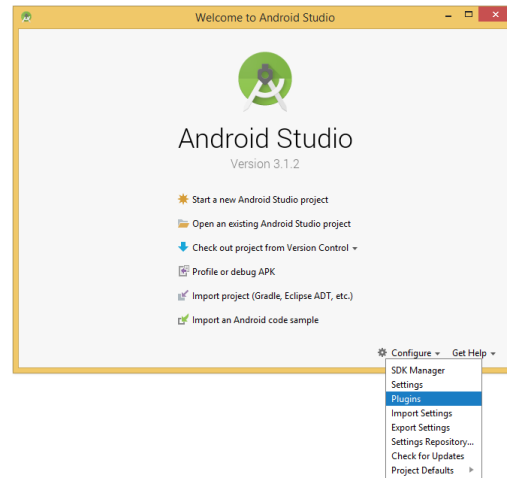 Welcome to Android Studio
Android Studio
Version 3.1.2
Start a new Android Studio project
Open an existing Android Studio project
Check out project from Version Control
Profile or debug APK
Import project (Gradle, Eclipse ADT, etc.)
Import an Android code sample
Configure Get Help
SDK Manager
Settings
Plugins
Import Settings
Export Settings
Settings Repository...
Check for Updates
Project Defaults